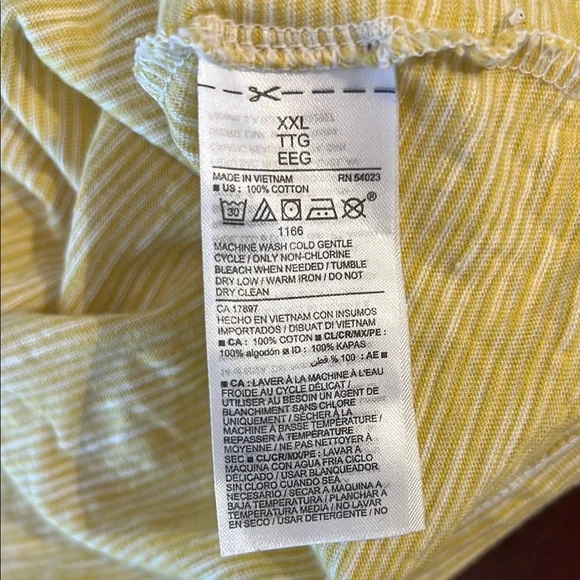 XXL
TTG
EEG
MADE IN VIETNAM RN 54023
■ US : 100% COTTON
30 ®
1166
MACHINE WASH COLD GENTLE
CYCLE / ONLY NON-CHLORINE
BLEACH WHEN NEEDED / TUMBLE
DRY LOW / WARM IRON / DO NOT
DRY CLEAN
CA 17897
HECHO EN VIETNAM CON INSUMOS
IMPORTADOS / DIBUAT DI VIETNAM
■ CA : 100% COTON ■ CL/CR/MX/PE :
100% algodón ID : 100% KAPAS
■ AE : 100 % قطن
■ CA : LAVER À LA MACHINE À L'EAU
FROIDE AU CYCLE DÉLICAT /
UTILISER AU BESOIN UN AGENT DE
BLANCHIMENT SANS CHLORE
UNIQUEMENT / SÉCHER À LA
MACHINE À BASSE TEMPÉRATURE /
REPASSER À TEMPÉRATURE
MOYENNE / NE PAS NETTOYER À
SEC ■ CL/CR/MX/PE : LAVAR A
MAQUINA CON AGUA FRIA CICLO
DELICADO / USAR BLANQUEADOR
SIN CLORO CUANDO SEA
NECESARIO / SECAR A MAQUINA A
BAJA TEMPERATURA / PLANCHAR A
TEMPERATURA MEDIA / NO LAVAR
EN SECO / USAR DETERGENTE / NO